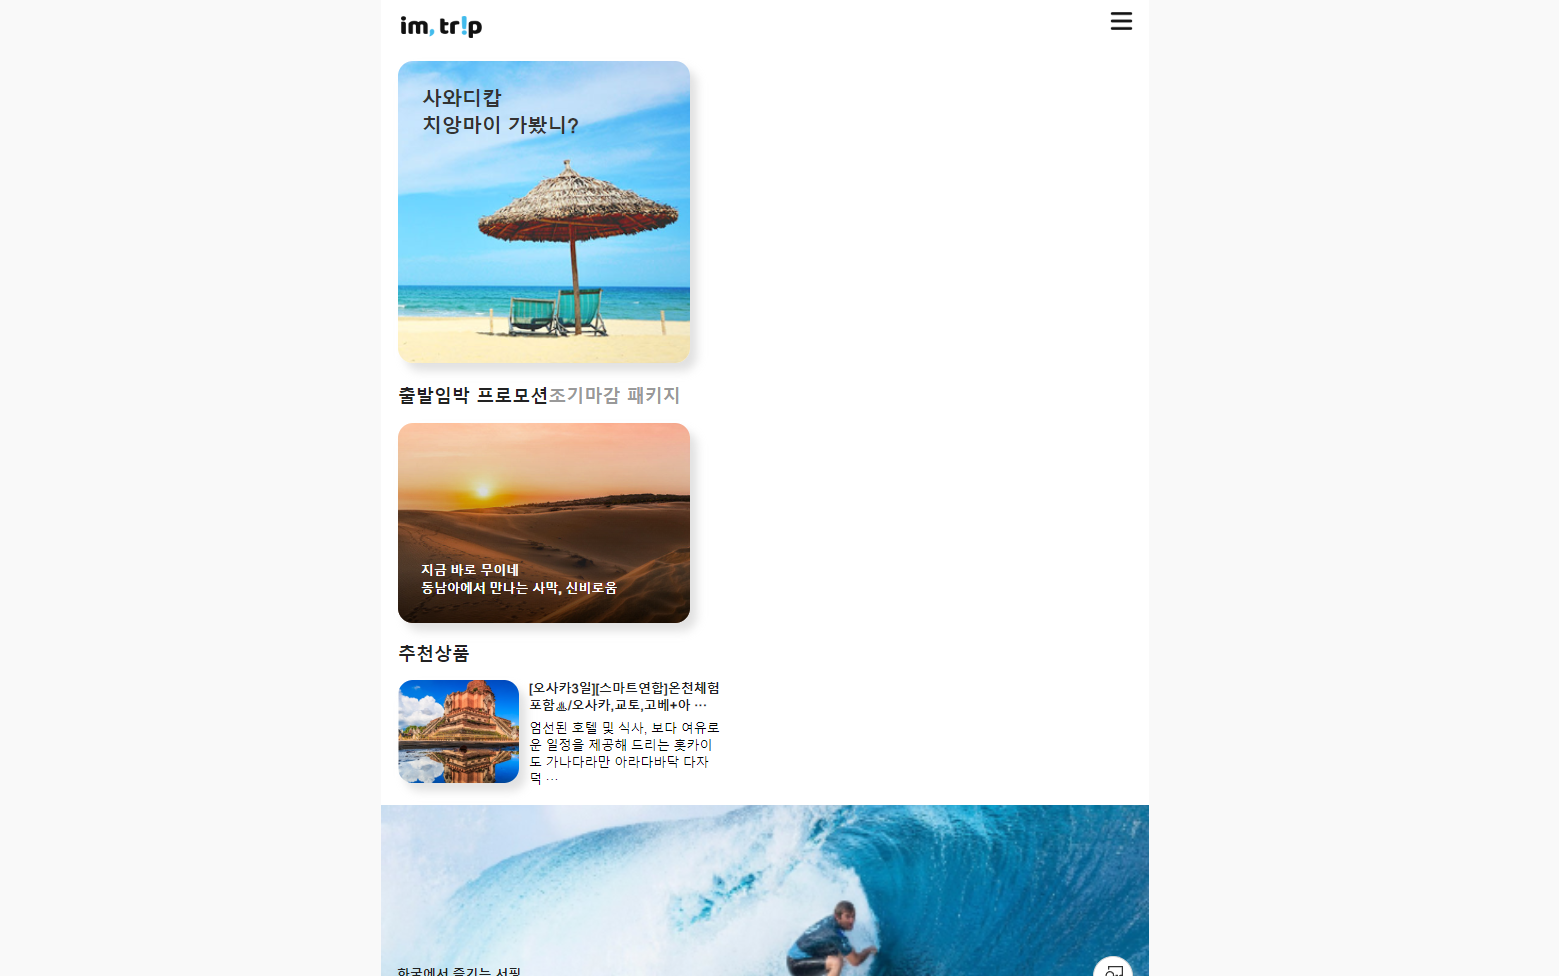 im, tr!p
사와디캅
치앙마이 가봤니?
출발임박 프로모션 조기마감 패키지
지금 바로 무이네
동남아에서 만나는 사막, 신비로움
추천상품
[오사카3일][스마트연합]온천체험
포함♨/오사카,교토,고베+아 …
엄선된 호텔 및 식사, 보다 여유로
운 일정을 제공해 드리는 홋카이
도 가나다라만 아라다바닥 다자
덕 …
한국에서 즐기는 서핑